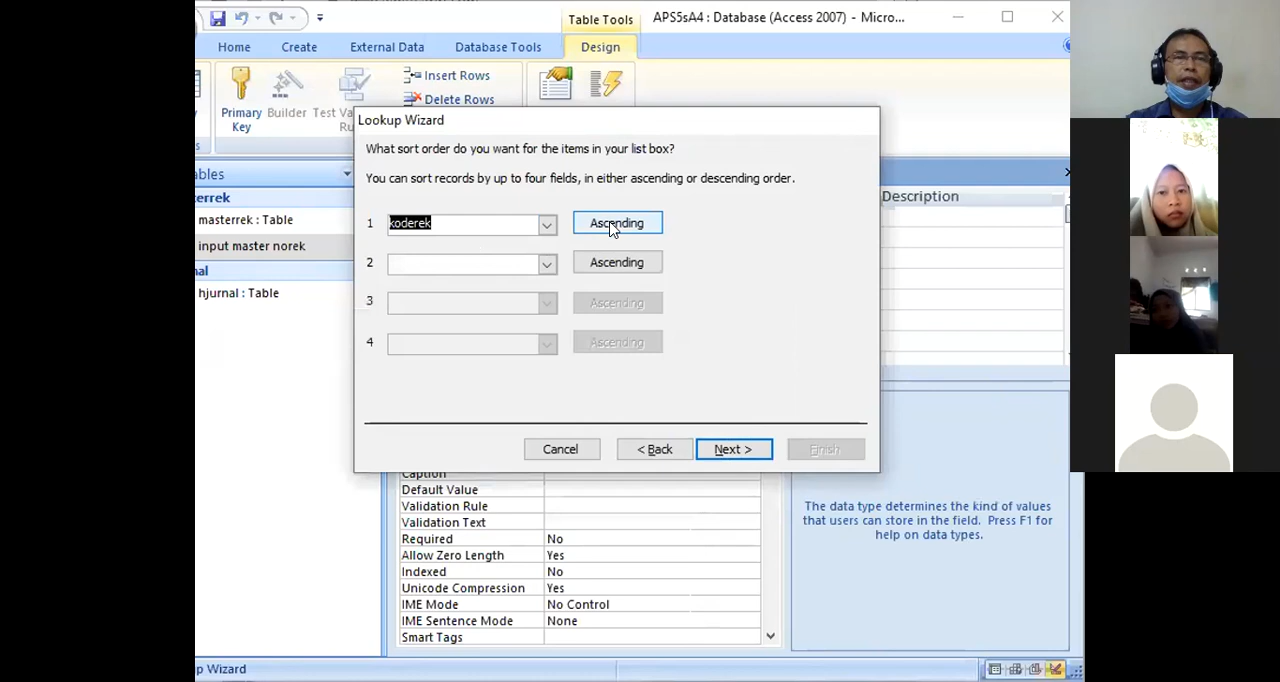 Table Tools
APS5sA4 : Database (Access 2007) - Micro...
Home
Create
External Data
Database Tools
Design
Primary
Key
Builder
Insert Rows
Delete Rows
Lookup Wizard
What sort order do you want for the items in your list box?
You can sort records by up to four fields, in either ascending or descending order.
1
koderek
Ascending
2
Ascending
3
Ascending
4
Ascending
Cancel
< Back
Next >
Finish
masterrek : Table
input master norek
hjurnal : Table
Description
Caption
Default Value
Validation Rule
Validation Text
Required
No
Allow Zero Length
Yes
Indexed
No
Unicode Compression
Yes
IME Mode
No Control
IME Sentence Mode
None
Smart Tags
The data type determines the kind of values
that users can store in the field. Press F1 for
help on data types.
Wizard